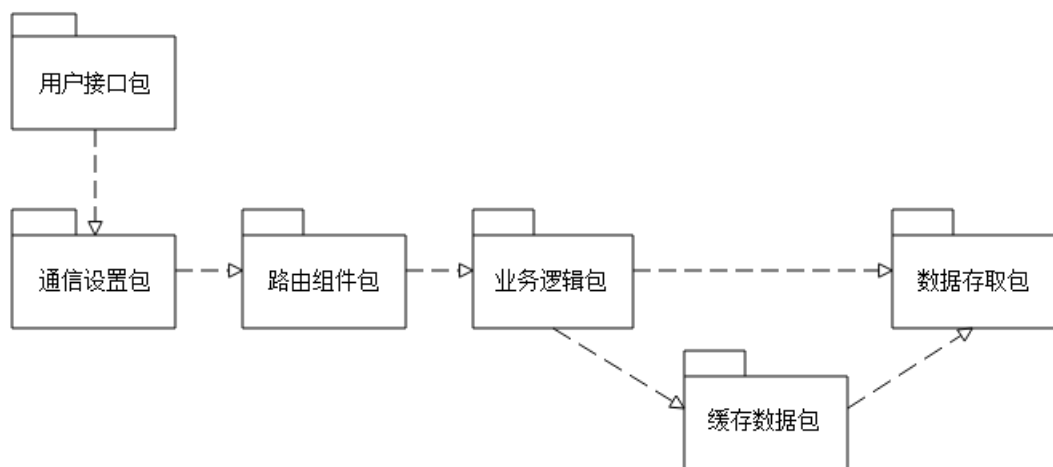 用户接口包
通信设置包
路由组件包
业务逻辑包
数据存取包
缓存数据包